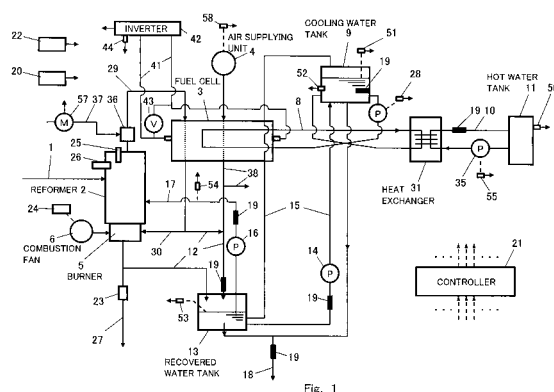 22
20
INVERTER
44
41
42
29
58
AIR SUPPLYING
UNIT
4
COOLING WATER
TANK
9
51
52
19
P
28
FUEL CELL
3
43
V
8
HOT WATER
TANK
11
50
19
10
P
35
55
HEAT
EXCHANGER
31
57
M
37
36
25
26
1
REFORMER 2
24
6
COMBUSTION
FAN
5
BURNER
17
54
38
19
P
16
30
12
15
14
P
19
23
27
19
53
13
RECOVERED
WATER TANK
19
18
21
CONTROLLER
Fig. 1